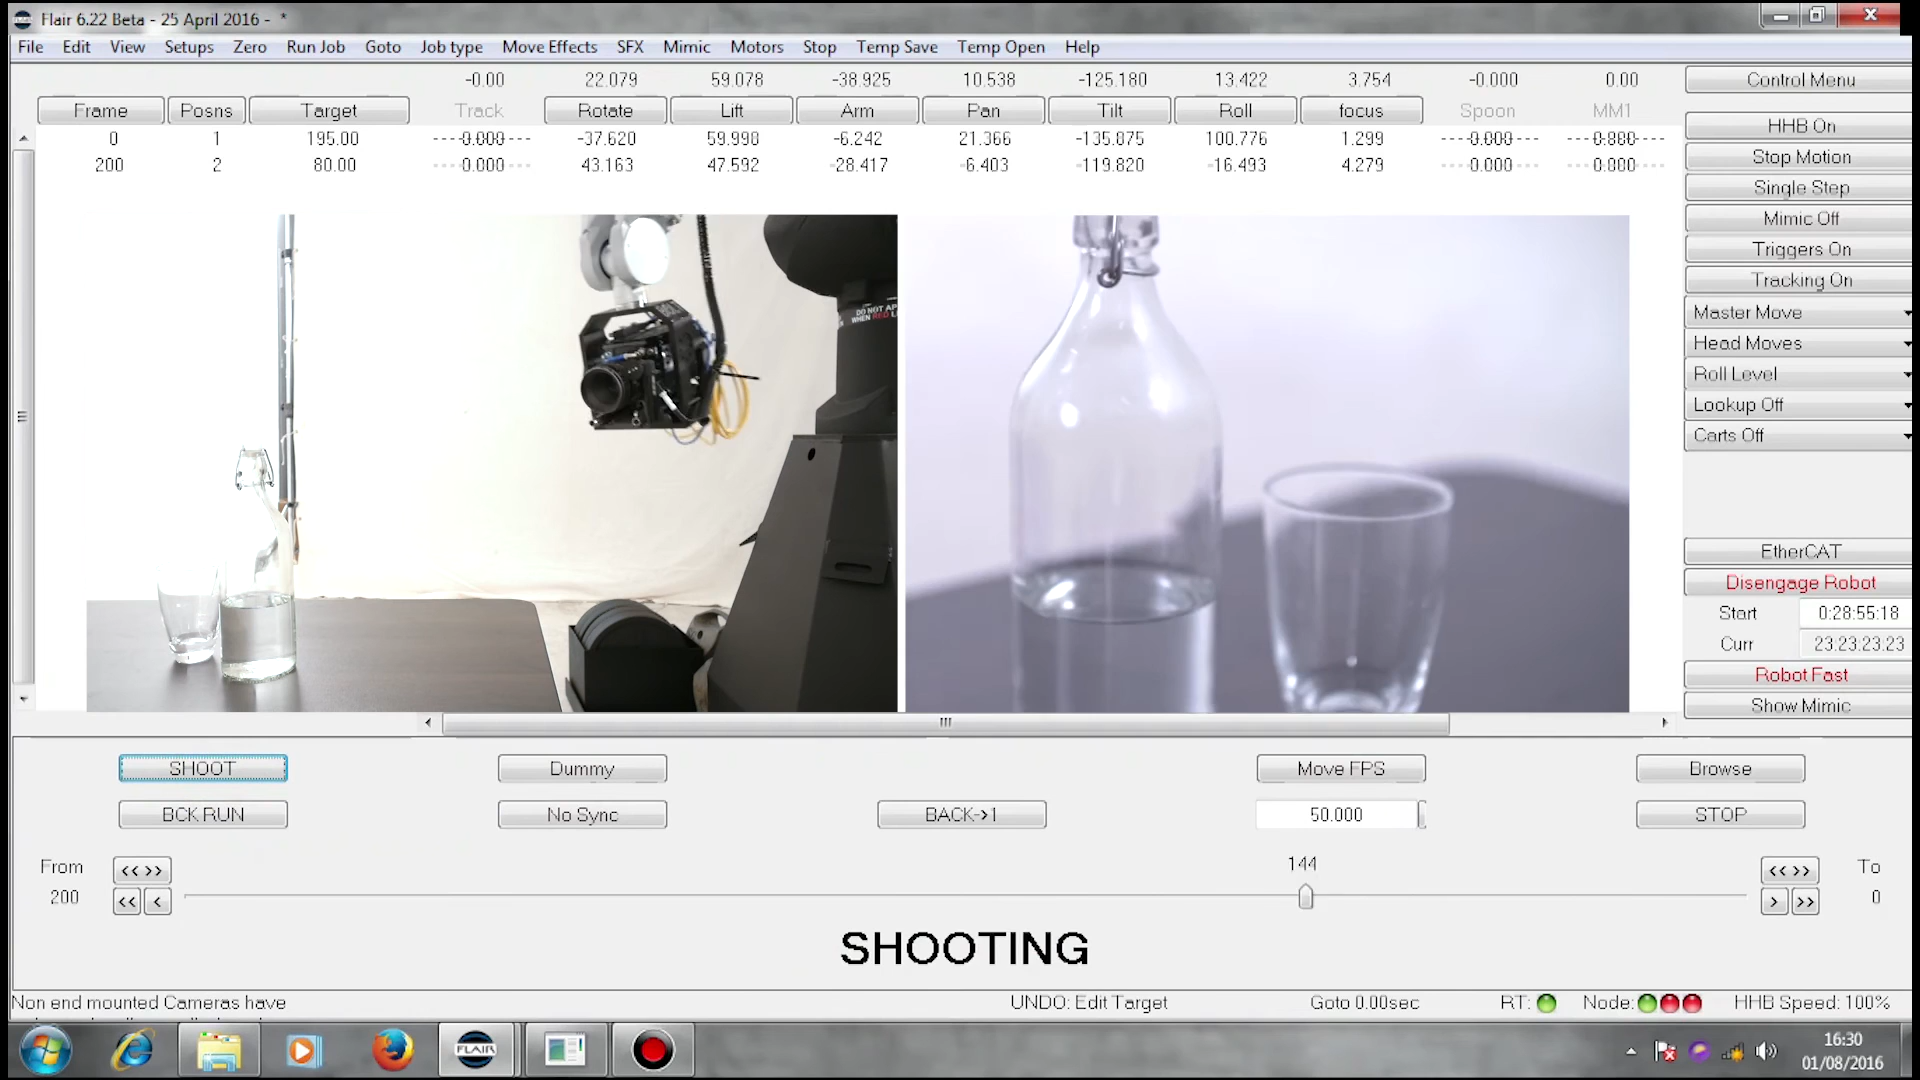 Flair 6.22 Beta - 25 April 2016 - *
File Edit View Setups Zero Run Job Goto Job type Move Effects SFX Mimic Motors Stop Temp Save Temp Open Help
-0.00 22.079 59.078 -38.925 10.538 -125.180 13.422 3.754 -0.000 0.00
Frame Posns Target Track Rotate Lift Arm Pan Tilt Roll focus Spoon MM1
0 1 195.00 0.000 -37.620 59.998 -6.242 21.366 -135.875 100.776 1.299 0.000 0.000
200 2 80.00 0.000 43.163 47.592 -28.417 -6.403 -119.820 -16.493 4.279 0.000 0.000
Control Menu
HHB On
Stop Motion
Single Step
Mimic Off
Triggers On
Tracking On
Master Move
Head Moves
Roll Level
Lookup Off
Carts Off
EtherCAT
Disengage Robot
Start 0:28:55:18
Curr 23:23:23:23
Robot Fast
Show Mimic
DO NOT
WHEN RED
SHOOT Dummy Move FPS Browse
BCK RUN No Sync BACK->1 50.000 STOP
From << >> 144 << >> To
200 << < > >> 0
SHOOTING
Non end mounted Cameras have UNDO: Edit Target Goto 0.00sec RT: Node: HHB Speed: 100%
FLAIR
16:30
01/08/2016